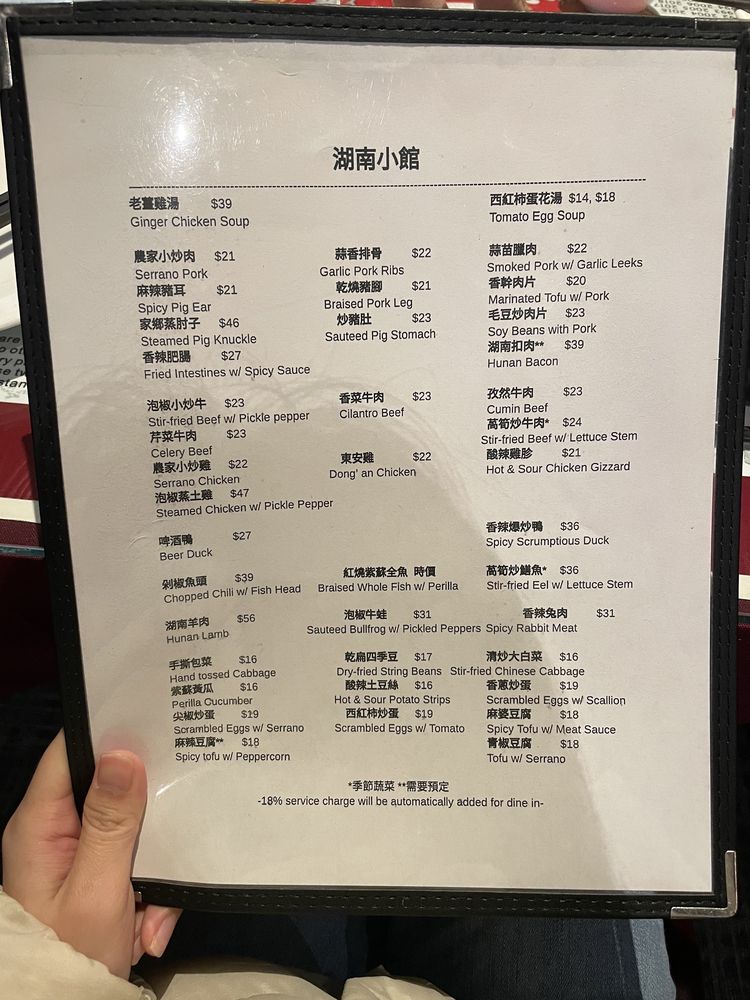 湖南小館
老薑雞湯 $39
Ginger Chicken Soup
西紅柿蛋花湯 $14, $18
Tomato Egg Soup
農家小炒肉 $21
Serrano Pork
麻辣豬耳 $21
Spicy Pig Ear
家鄉蒸肘子 $46
Steamed Pig Knuckle
香辣肥腸 $27
Fried Intestines w/ Spicy Sauce
蒜香排骨 $22
Garlic Pork Ribs
乾燒豬腳 $21
Braised Pork Leg
炒豬肚 $23
Sauteed Pig Stomach
蒜苗臘肉 $22
Smoked Pork w/ Garlic Leeks
香幹肉片 $20
Marinated Tofu w/ Pork
毛豆炒肉片 $23
Soy Beans with Pork
湖南扣肉** $39
Hunan Bacon
泡椒小炒牛 $23
Stir-fried Beef w/ Pickle pepper
芹菜牛肉 $23
Celery Beef
農家小炒雞 $22
Serrano Chicken
泡椒蒸土雞 $47
Steamed Chicken w/ Pickle Pepper
香菜牛肉 $23
Cilantro Beef
東安雞 $22
Dong' an Chicken
孜然牛肉 $23
Cumin Beef
萵筍炒牛肉* $24
Stir-fried Beef w/ Lettuce Stem
酸辣雞胗 $21
Hot & Sour Chicken Gizzard
啤酒鴨 $27
Beer Duck
香辣爆炒鴨 $36
Spicy Scrumptious Duck
剁椒魚頭 $39
Chopped Chili w/ Fish Head
紅燒紫蘇全魚 時價
Braised Whole Fish w/ Perilla
萵筍炒鱔魚* $36
Stir-fried Eel w/ Lettuce Stem
湖南羊肉 $56
Hunan Lamb
泡椒牛蛙 $31
Sauteed Bullfrog w/ Pickled Peppers
香辣兔肉 $31
Spicy Rabbit Meat
手撕包菜 $16
Hand tossed Cabbage
紫蘇黃瓜 $16
Perilla Cucumber
尖椒炒蛋 $19
Scrambled Eggs w/ Serrano
麻辣豆腐** $18
Spicy tofu w/ Peppercorn
乾扁四季豆 $17
Dry-fried String Beans
酸辣土豆絲 $16
Hot & Sour Potato Strips
西紅柿炒蛋 $19
Scrambled Eggs w/ Tomato
清炒大白菜 $16
Stir-fried Chinese Cabbage
香蔥炒蛋 $19
Scrambled Eggs w/ Scallion
麻婆豆腐 $18
Spicy Tofu w/ Meat Sauce
青椒豆腐 $18
Tofu w/ Serrano
*季節蔬菜 **需要預定
-18% service charge will be automatically added for dine in-